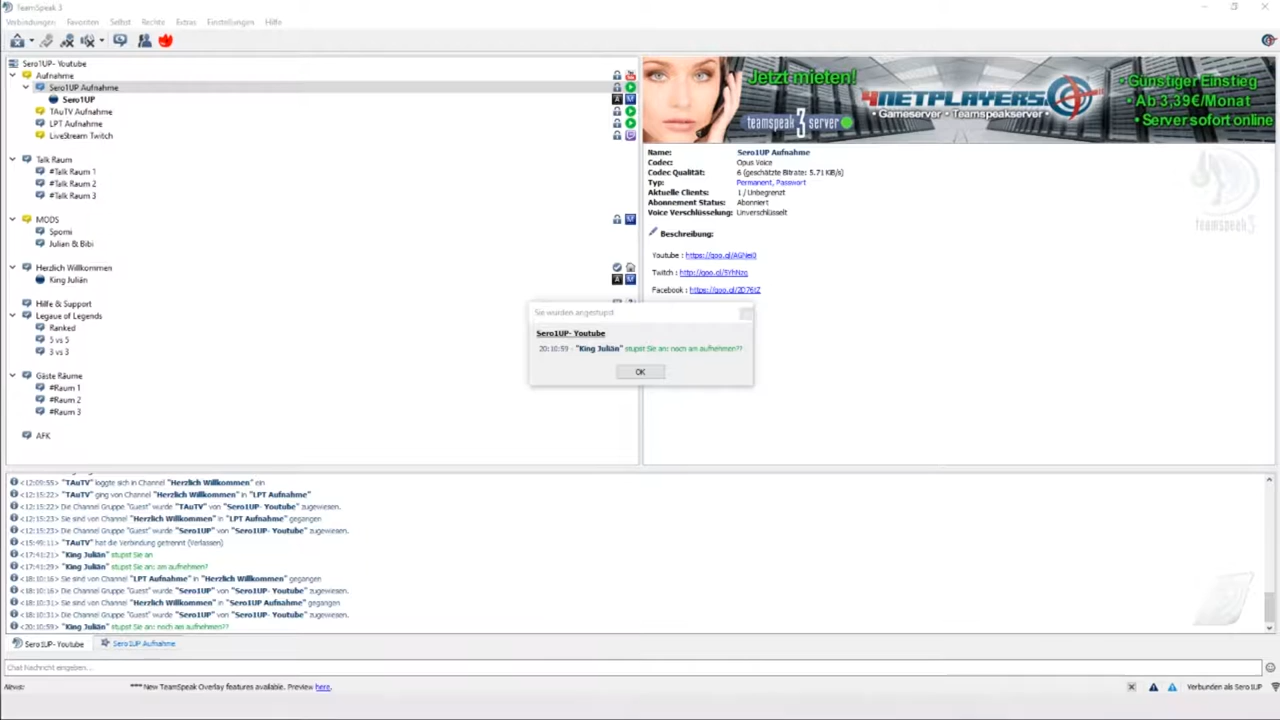 TeamSpeak 3
Verbindungen Favoriten Selbst Rechte Extras Einstellungen Hilfe
Sero1UP- Youtube
Aufnahme
Sero1UP Aufnahme
Sero1UP
TAuTV Aufnahme
LPT Aufnahme
LiveStream Twitch
Talk Raum
#Talk Raum 1
#Talk Raum 2
#Talk Raum 3
MODS
Spomi
Julian & Bibi
Herzlich Willkommen
King Juliän
Hilfe & Support
Legaue of Legends
Ranked
5 vs 5
3 vs 3
Gäste Räume
#Raum 1
#Raum 2
#Raum 3
AFK
Jetzt mieten!
teamspeak 3 server
4NETPLAYERS
• Gameserver • Teamspeakserver •
• Günstiger Einstieg
• Ab 3,39€/Monat
• Server sofort online
Name: Sero1UP Aufnahme
Codec: Opus Voice
Codec Qualität: 6 (geschätzte Bitrate: 5.71 KB/s)
Typ: Permanent, Passwort
Aktuelle Clients: 1 / Unbegrenzt
Abonnement Status: Abonniert
Voice Verschlüsselung: Unverschlüsselt
teamspeak3
Beschreibung:
Youtube :
Twitch :
Facebook :
Sie wurden angestupst
Sero1UP- Youtube
20:10:59 - "King Juliän" stupst Sie an: noch am aufnehmen??
OK
<12:09:55> "TAuTV" loggte sich in Channel "Herzlich Willkommen" ein
<12:15:22> "TAuTV" ging von Channel "Herzlich Willkommen" in "LPT Aufnahme"
<12:15:22> Die Channel Gruppe "Guest" wurde "TAuTV" von "Sero1UP- Youtube" zugewiesen.
<12:15:23> Sie sind von Channel "Herzlich Willkommen" in "LPT Aufnahme" gegangen
<12:15:23> Die Channel Gruppe "Guest" wurde "Sero1UP" von "Sero1UP- Youtube" zugewiesen.
<15:49:11> "TAuTV" hat die Verbindung getrennt (Verlassen)
<17:41:21> "King Juliän" stupst Sie an
<17:41:29> "King Juliän" stupst Sie an: am aufnehmen?
<18:10:16> Sie sind von Channel "LPT Aufnahme" in "Herzlich Willkommen" gegangen
<18:10:16> Die Channel Gruppe "Guest" wurde "Sero1UP" von "Sero1UP- Youtube" zugewiesen.
<18:10:31> Sie sind von Channel "Herzlich Willkommen" in "Sero1UP Aufnahme" gegangen
<18:10:31> Die Channel Gruppe "Guest" wurde "Sero1UP" von "Sero1UP- Youtube" zugewiesen.
<20:10:59> "King Juliän" stupst Sie an: noch am aufnehmen??
Sero1UP- Youtube Sero1UP Aufnahme
Chat Nachricht eingeben...
News: *** New TeamSpeak Overlay features available. Preview here. Verbunden als Sero1UP